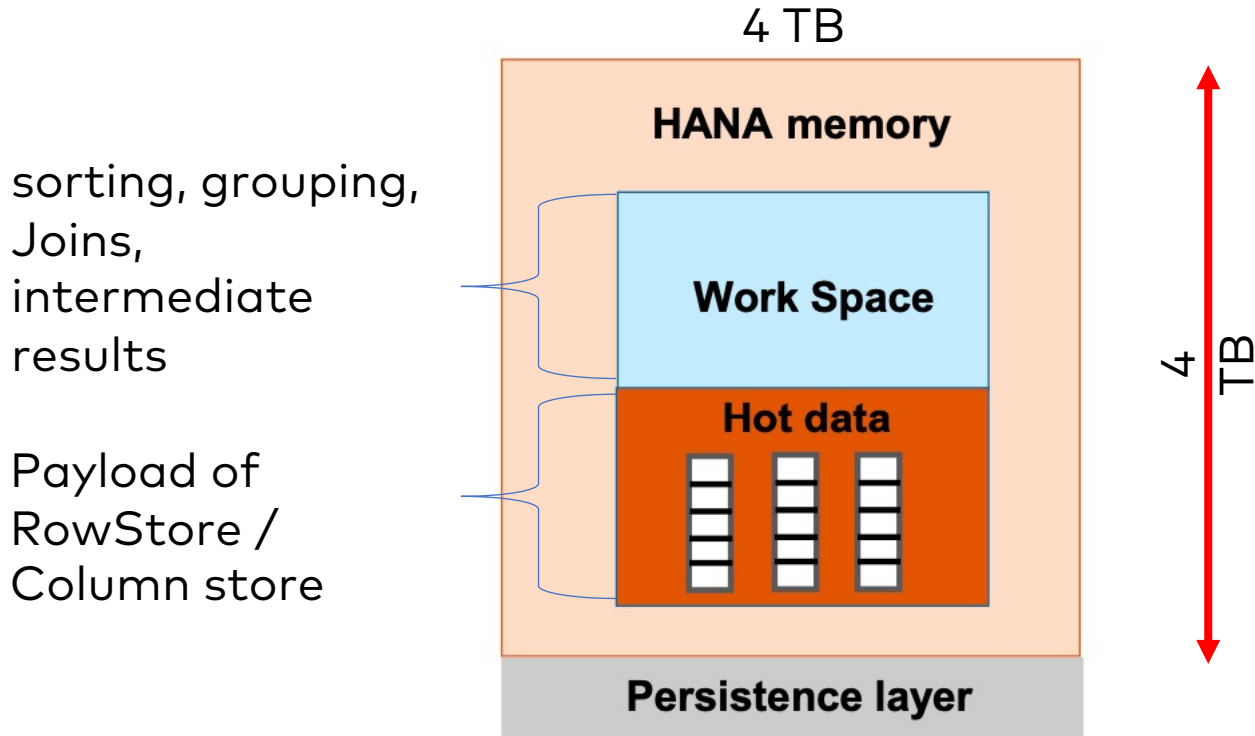 4 TB
HANA memory
sorting, grouping,
Joins,
intermediate
results
Work Space
4
TB
Hot data
Payload of
RowStore /
Column store
Persistence layer